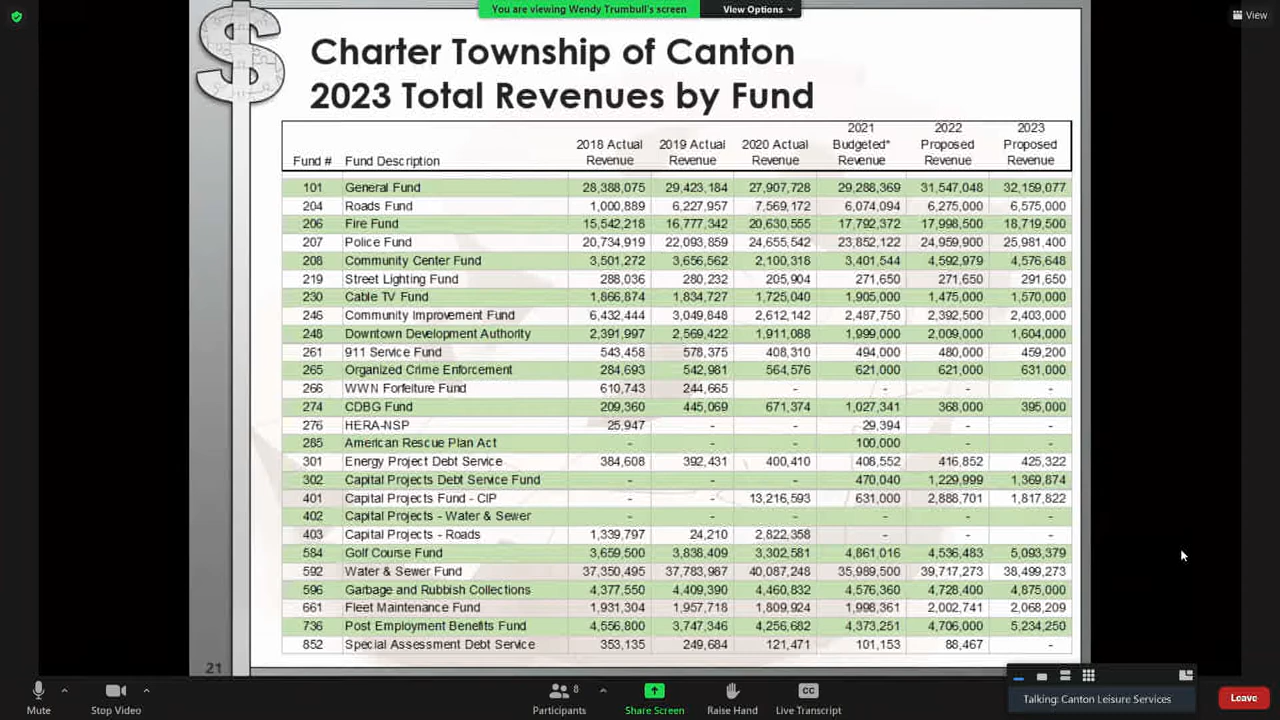 You are viewing Wendy Trumbull's screen View Options
View
Charter Township of Canton
2023 Total Revenues by Fund
Fund # Fund Description 2018 Actual Revenue 2019 Actual Revenue 2020 Actual Revenue 2021 Budgeted* Revenue 2022 Proposed Revenue 2023 Proposed Revenue
101 General Fund 28,388,075 29,423,184 27,907,728 29,288,369 31,547,048 32,159,077
204 Roads Fund 1,000,889 6,227,957 7,569,172 6,074,094 6,275,000 6,575,000
206 Fire Fund 15,542,218 16,777,342 20,630,555 17,792,372 17,998,500 18,719,500
207 Police Fund 20,734,919 22,093,859 24,655,542 23,852,122 24,959,900 25,981,400
208 Community Center Fund 3,501,272 3,656,562 2,100,318 3,401,544 4,592,979 4,576,648
219 Street Lighting Fund 288,036 280,232 205,904 271,650 271,650 291,650
230 Cable TV Fund 1,866,874 1,834,727 1,725,040 1,905,000 1,475,000 1,570,000
246 Community Improvement Fund 6,432,444 3,049,848 2,612,142 2,487,750 2,392,500 2,403,000
248 Downtown Development Authority 2,391,997 2,569,422 1,911,088 1,999,000 2,009,000 1,604,000
261 911 Service Fund 543,458 578,375 408,310 494,000 480,000 459,200
265 Organized Crime Enforcement 284,693 542,981 564,576 621,000 621,000 631,000
266 WWN Forfeiture Fund 610,743 244,665 - - - -
274 CDBG Fund 209,360 445,069 671,374 1,027,341 368,000 395,000
276 HERA-NSP 25,947 - - 29,394 - -
285 American Rescue Plan Act - - - 100,000 - -
301 Energy Project Debt Service 384,608 392,431 400,410 408,552 416,852 425,322
302 Capital Projects Debt Service Fund - - - 470,040 1,229,999 1,369,874
401 Capital Projects Fund - CIP - - 13,216,593 631,000 2,888,701 1,817,822
402 Capital Projects - Water & Sewer - - - - - -
403 Capital Projects - Roads 1,339,797 24,210 2,822,358 - - -
584 Golf Course Fund 3,659,500 3,838,409 3,302,581 4,861,016 4,536,483 5,093,379
592 Water & Sewer Fund 37,350,495 37,783,987 40,087,248 35,989,500 39,717,273 38,499,273
596 Garbage and Rubbish Collections 4,377,550 4,409,390 4,460,832 4,576,360 4,728,400 4,875,000
661 Fleet Maintenance Fund 1,931,304 1,957,718 1,809,924 1,998,361 2,002,741 2,068,209
736 Post Employment Benefits Fund 4,556,800 3,747,346 4,256,682 4,373,251 4,706,000 5,234,250
852 Special Assessment Debt Service 353,135 249,684 121,471 101,153 88,467 -
21
Mute Stop Video Participants 8 Share Screen Raise Hand CC Live Transcript
Talking: Canton Leisure Services
Leave